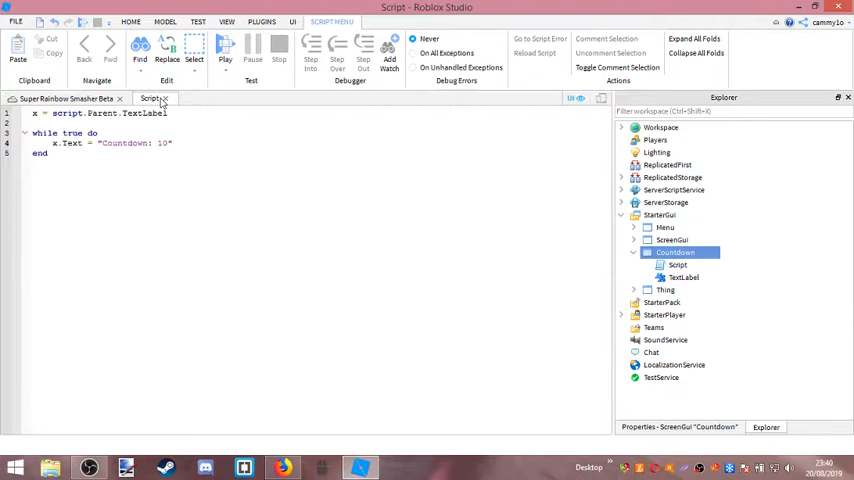 Script - Roblox Studio
FILE
HOME
MODEL
TEST
VIEW
PLUGINS
SCRIPT MENU
UI
cammy1o
Paste
Cut
Copy
Clipboard
Back
Fwd
Navigate
Find
Replace
Select
Edit
Play
Pause
Stop
Test
Step Into
Step Over
Step Out
Add Watch
Debugger
Never
On All Exceptions
On Unhandled Exceptions
Debug Errors
Go to Script Error
Reload Script
Comment Selection
Uncomment Selection
Toggle Comment Selection
Expand All Folds
Collapse All Folds
Actions
Super Rainbow Smasher Beta
Script
UI
1 x = script.Parent.TextLabel
2
3 while true do
4 x.Text = "Countdown: 10"
5 end
Explorer
Filter workspace (Ctrl+Shift+X)
Workspace
Players
Lighting
ReplicatedFirst
ReplicatedStorage
ServerScriptService
ServerStorage
StarterGui
Menu
ScreenGui
Countdown
Script
TextLabel
Thing
StarterPack
StarterPlayer
Teams
SoundService
Chat
LocalizationService
TestService
Properties - ScreenGui "Countdown"
Explorer
Desktop
23:40
20/08/2019